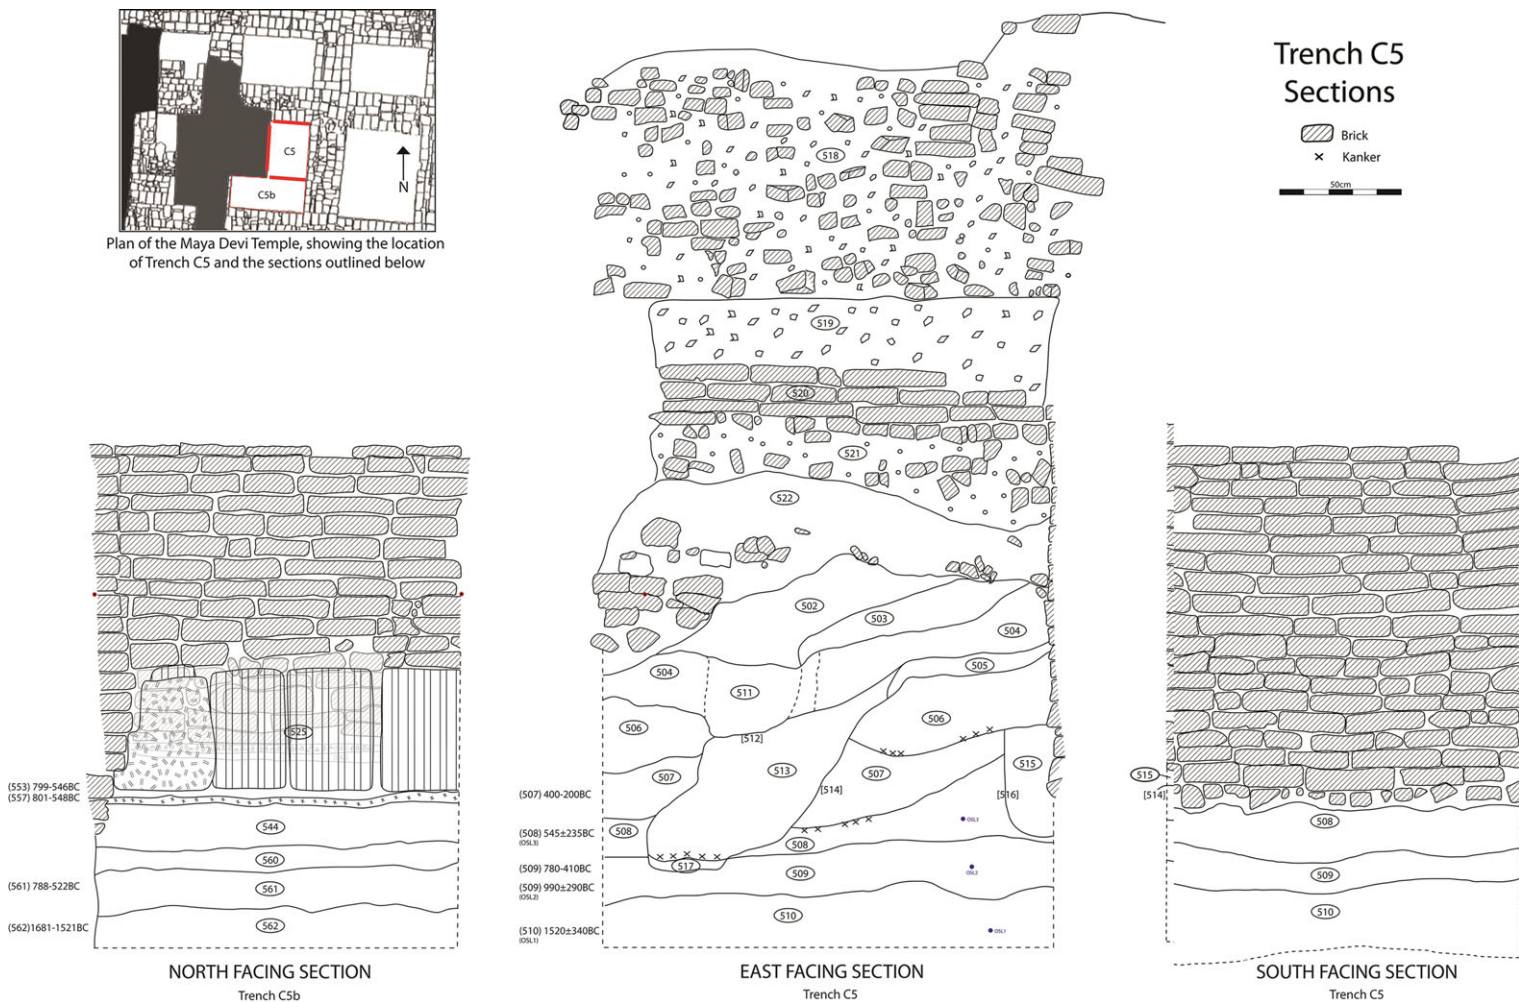 Trench C5
Sections
Brick
Kanker
50cm
C5
C5b
N
Plan of the Maya Devi Temple, showing the location
of Trench C5 and the sections outlined below
518
519
520
521
522
502
503
504
504
505
511
506
506
[512]
513
507
507
515
[514]
[516]
508
508
517
509
510
OSL3
OSL2
OSL1
(507) 400-200BC
(508) 545±235BC
(OSL3)
(509) 780-410BC
(509) 990±290BC
(OSL2)
(510) 1520±340BC
(OSL1)
EAST FACING SECTION
Trench C5
525
(553) 799-546BC
(557) 801-548BC
544
560
(561) 788-522BC
561
(562)1681-1521BC
562
NORTH FACING SECTION
Trench C5b
515
[514]
508
509
510
SOUTH FACING SECTION
Trench C5